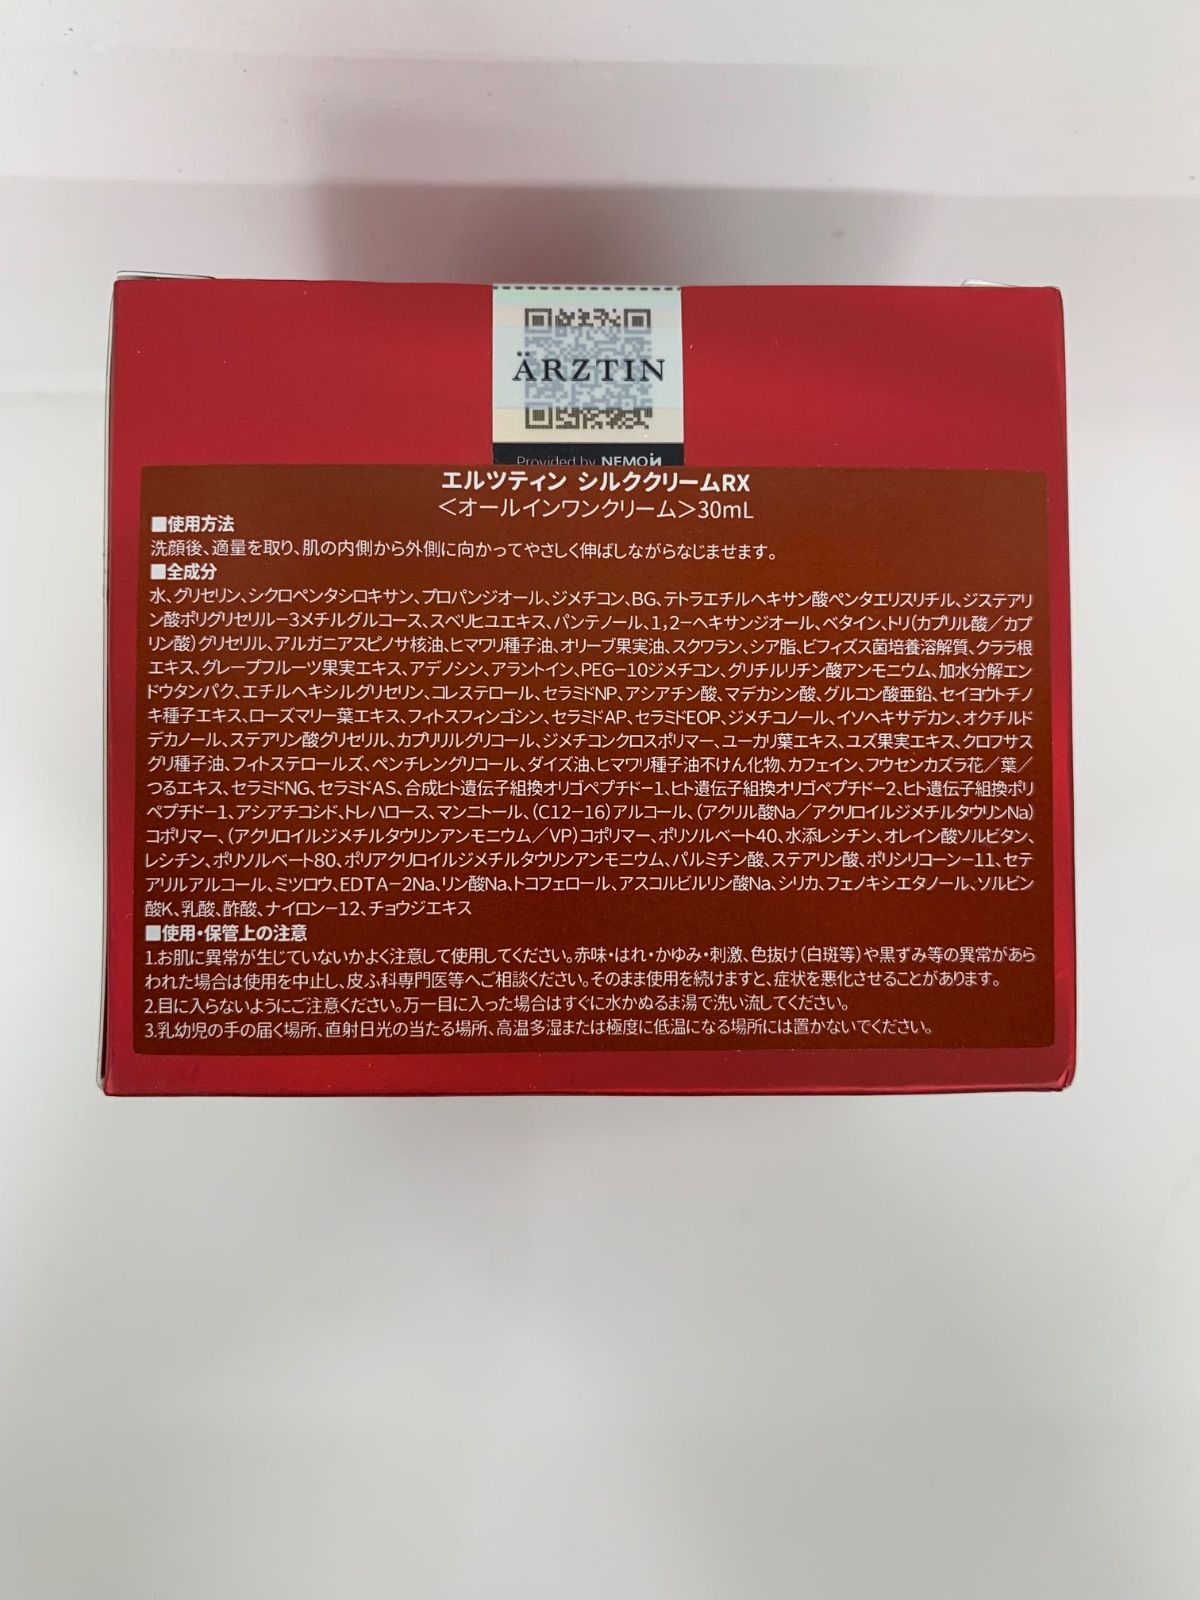 ÄRZTIN
Provided by NEMOИ
エルツティン シルククリームRX
＜オールインワンクリーム＞30mL
■使用方法
洗顔後、適量を取り、肌の内側から外側に向かってやさしく伸ばしながらなじませます。
■全成分
水、グリセリン、シクロペンタシロキサン、プロパンジオール、ジメチコン、BG、テトラエチルヘキサン酸ペンタエリスリチル、ジステアリ
ン酸ポリグリセリル－3メチルグルコース、スベリヒユエキス、パンテノール、1,2－ヘキサンジオール、ベタイン、トリ（カプリル酸／カプ
リン酸）グリセリル、アルガニアスピノサ核油、ヒマワリ種子油、オリーブ果実油、スクワラン、シア脂、ビフィズス菌培養溶解質、クララ根
エキス、グレープフルーツ果実エキス、アデノシン、アラントイン、PEG－10ジメチコン、グリチルリチン酸アンモニウム、加水分解エン
ドウタンパク、エチルヘキシルグリセリン、コレステロール、セラミドNP、アシアチン酸、マデカシン酸、グルコン酸亜鉛、セイヨウトチノ
キ種子エキス、ローズマリー葉エキス、フィトスフィンゴシン、セラミドAP、セラミドEOP、ジメチコノール、イソヘキサデカン、オクチルド
デカノール、ステアリン酸グリセリル、カプリリルグリコール、ジメチコンクロスポリマー、ユーカリ葉エキス、ユズ果実エキス、クロフサス
グリ種子油、フィトステロールズ、ペンチレングリコール、ダイズ油、ヒマワリ種子油不けん化物、カフェイン、フウセンカズラ花／葉／
つるエキス、セラミドNG、セラミドAS、合成ヒト遺伝子組換オリゴペプチド－1、ヒト遺伝子組換オリゴペプチド－2、ヒト遺伝子組換ポリ
ペプチド－1、アシアチコシド、トレハロース、マンニトール、（C12－16）アルコール、（アクリル酸Na／アクリロイルジメチルタウリンNa）
コポリマー、（アクリロイルジメチルタウリンアンモニウム／VP）コポリマー、ポリソルベート40、水添レシチン、オレイン酸ソルビタン、
レシチン、ポリソルベート80、ポリアクリロイルジメチルタウリンアンモニウム、パルミチン酸、ステアリン酸、ポリシリコーン－11、セテ
アリルアルコール、ミツロウ、EDTA－2Na、リン酸Na、トコフェロール、アスコルビルリン酸Na、シリカ、フェノキシエタノール、ソルビン
酸K、乳酸、酢酸、ナイロン－12、チョウジエキス
■使用・保管上の注意
1.お肌に異常が生じていないかよく注意して使用してください。赤味・はれ・かゆみ・刺激、色抜け（白斑等）や黒ずみ等の異常があら
われた場合は使用を中止し、皮ふ科専門医等へご相談ください。そのまま使用を続けますと、症状を悪化させることがあります。
2.目に入らないようにご注意ください。万一目に入った場合はすぐに水かぬるま湯で洗い流してください。
3.乳幼児の手の届く場所、直射日光の当たる場所、高温多湿または極度に低温になる場所には置かないでください。